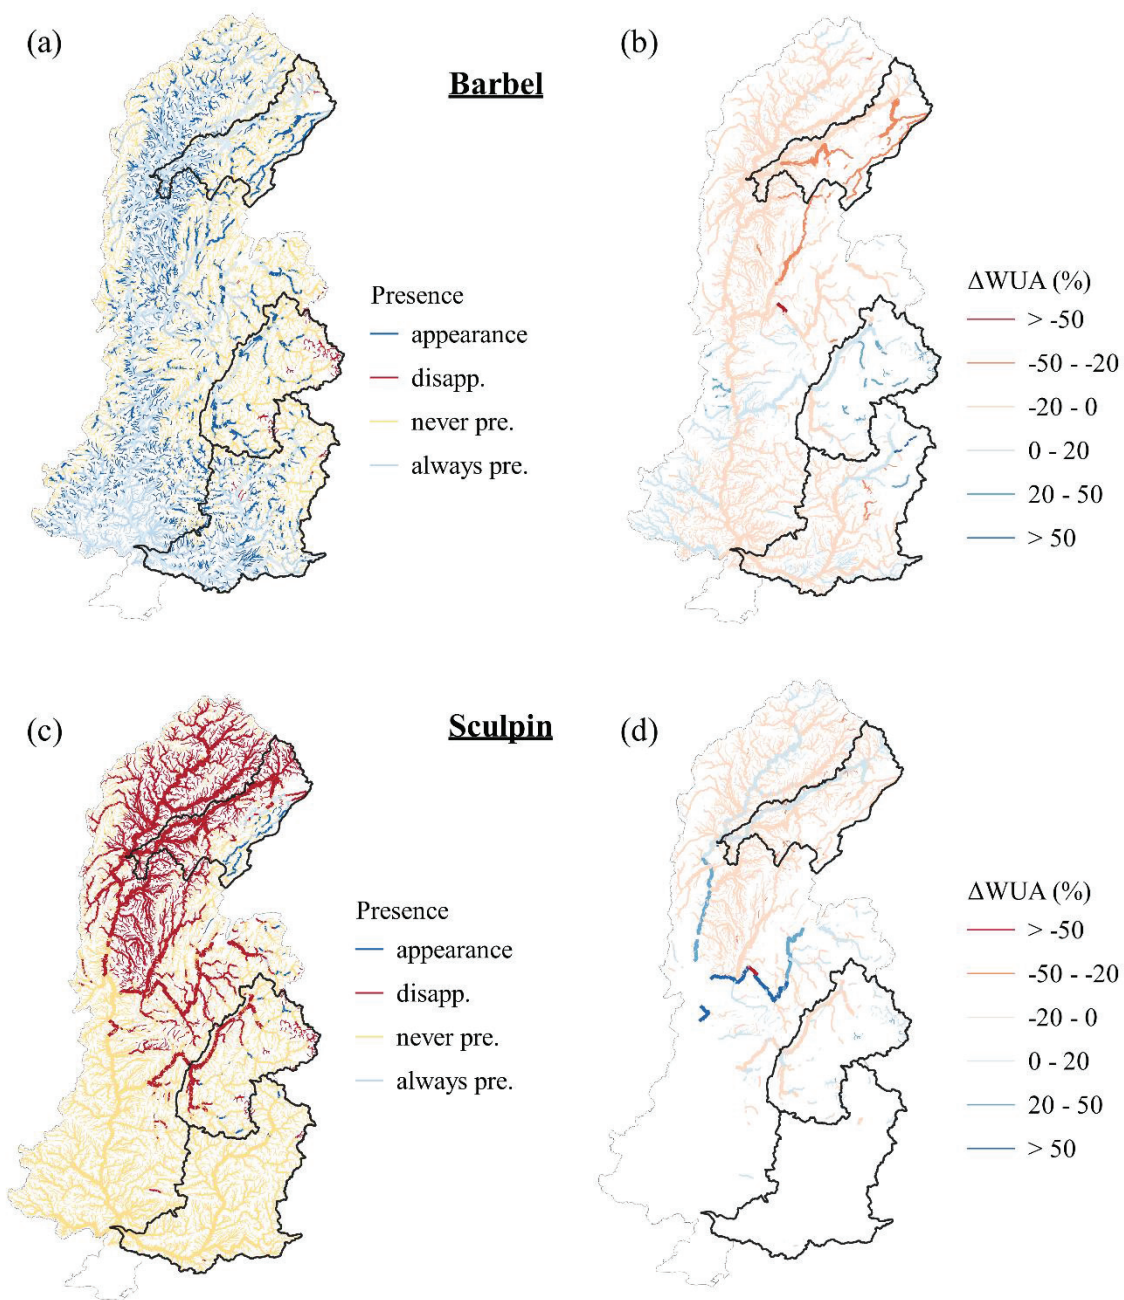 (a)
Barbel
(b)
Presence
appearance
disapp.
never pre.
always pre.
ΔWUA (%)
> -50
-50 - -20
-20 - 0
0 - 20
20 - 50
> 50
(c)
Sculpin
(d)
Presence
appearance
disapp.
never pre.
always pre.
ΔWUA (%)
> -50
-50 - -20
-20 - 0
0 - 20
20 - 50
> 50